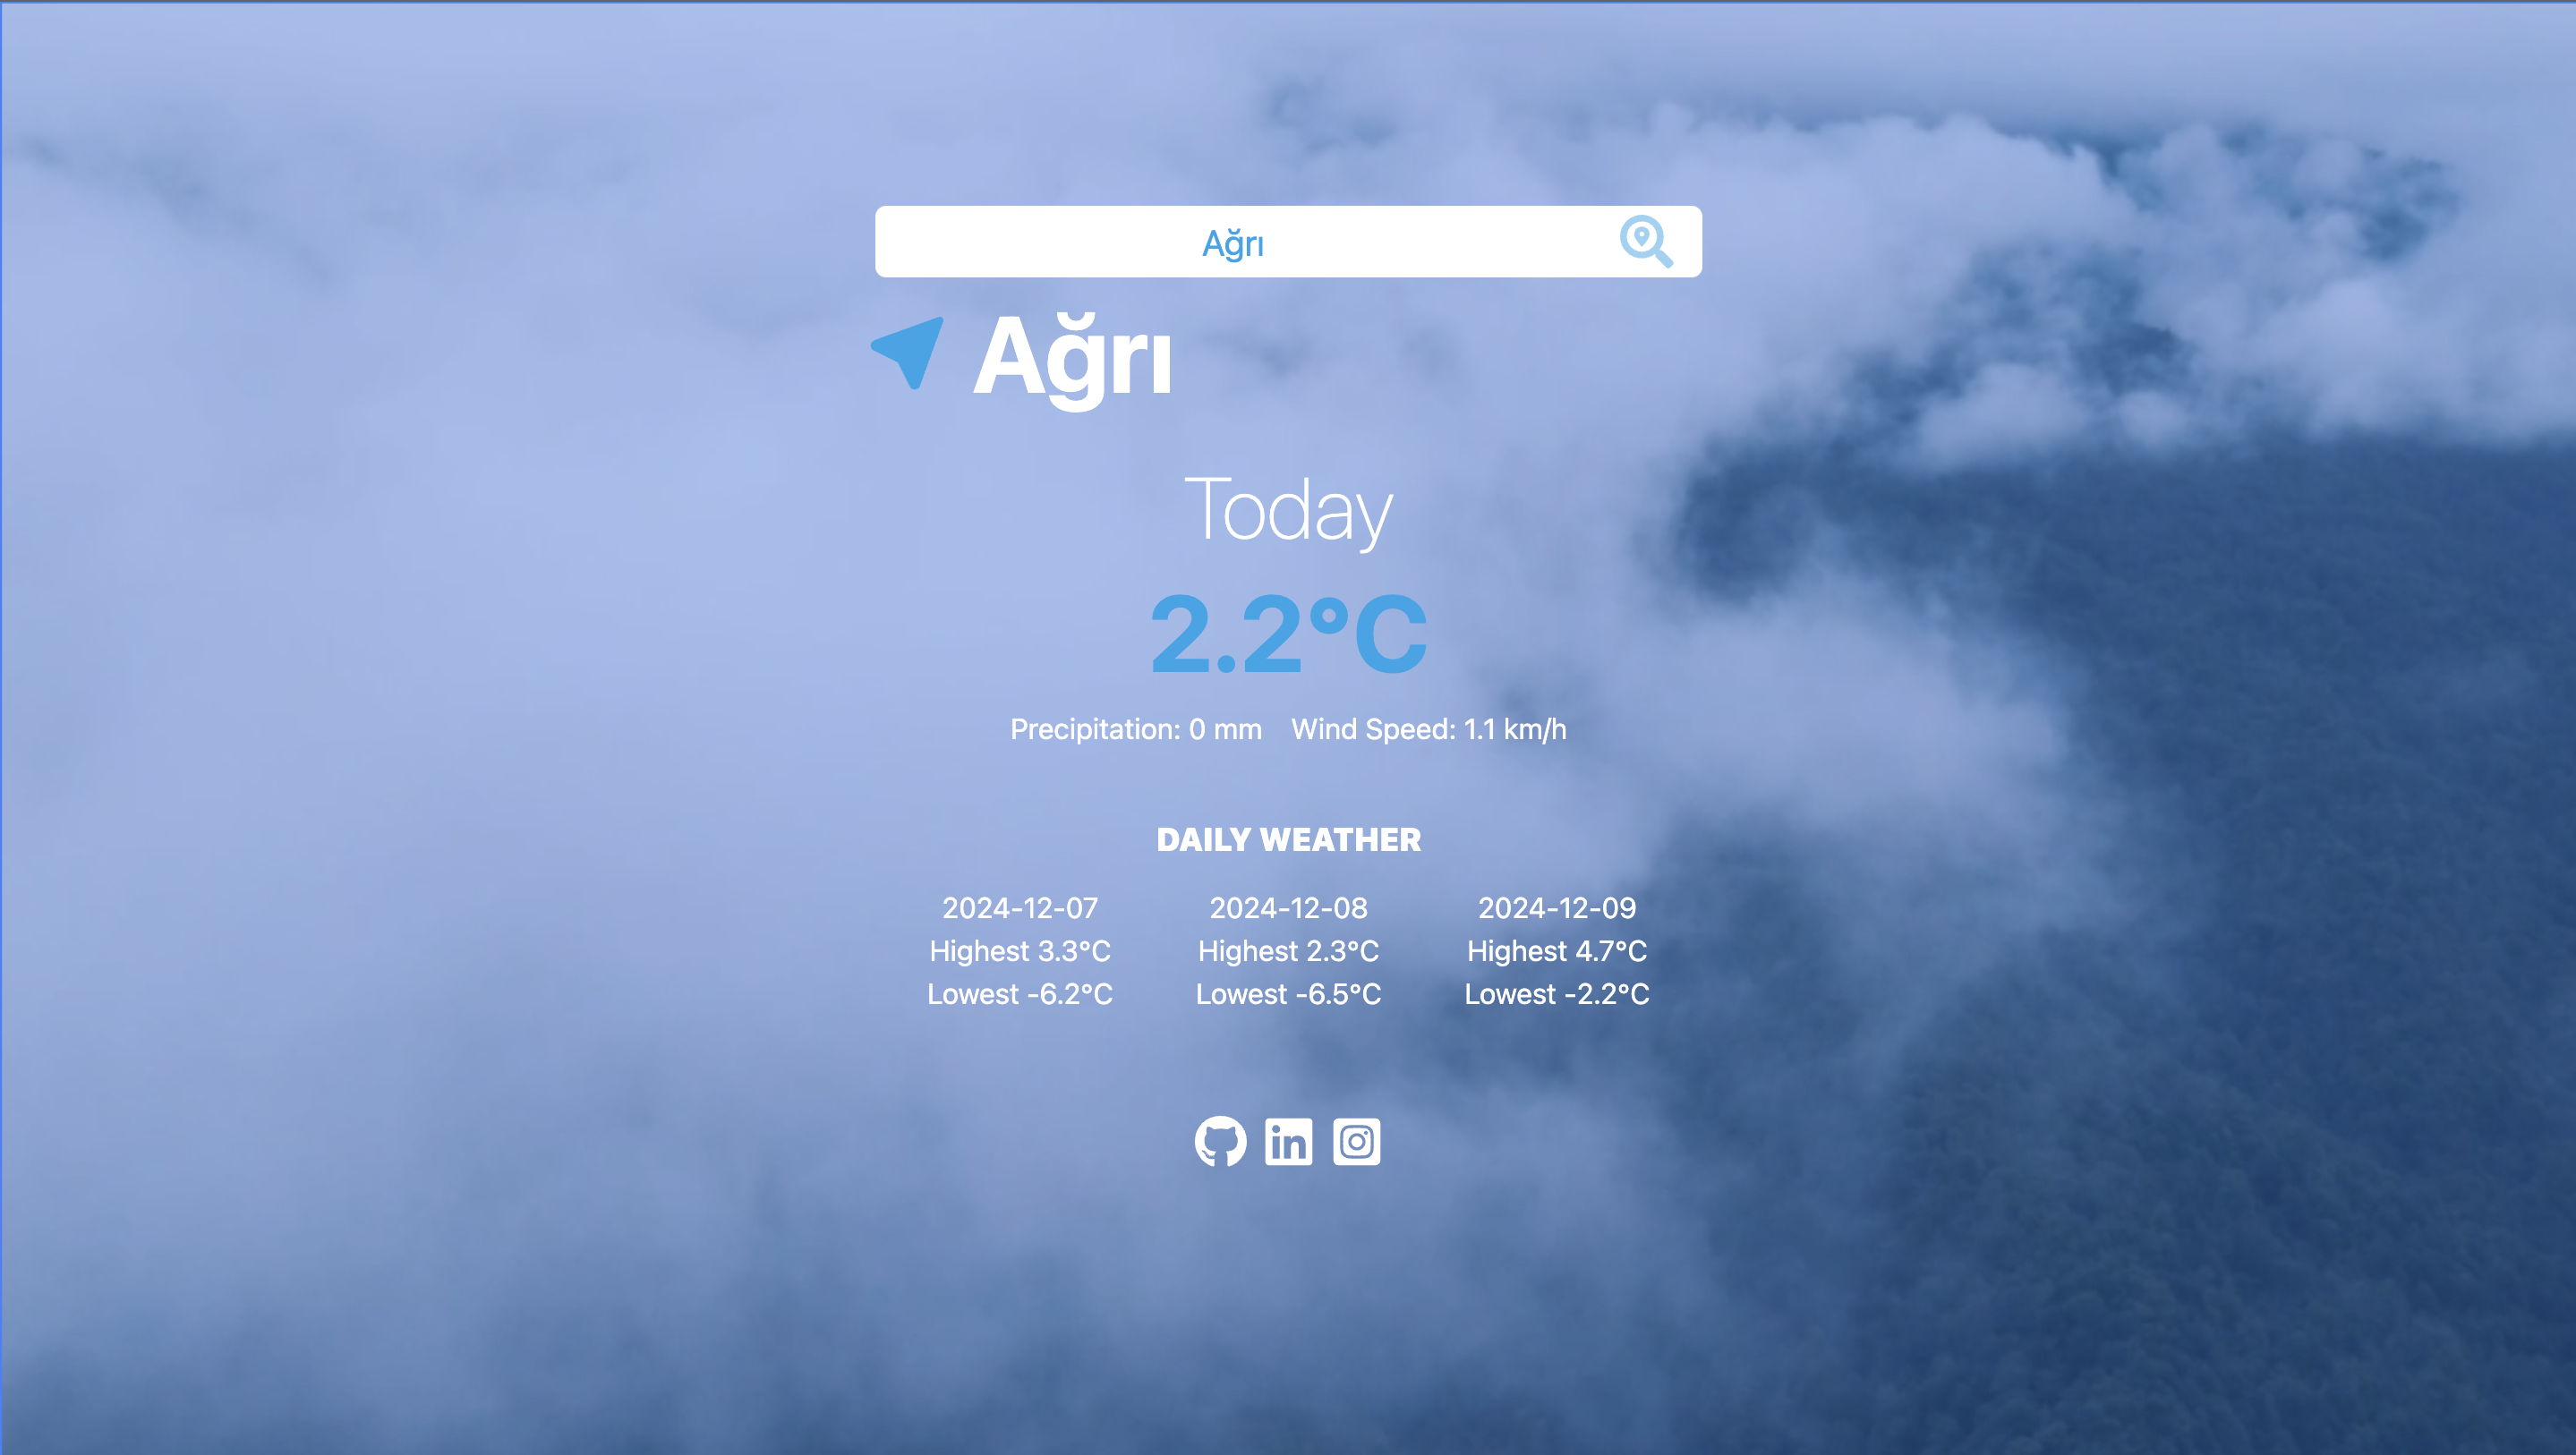 Ağrı
Ağrı
Today
2.2°C
Precipitation: 0 mm Wind Speed: 1.1 km/h
DAILY WEATHER
2024-12-07 2024-12-08 2024-12-09
Highest 3.3°C Highest 2.3°C Highest 4.7°C
Lowest -6.2°C Lowest -6.5°C Lowest -2.2°C
in